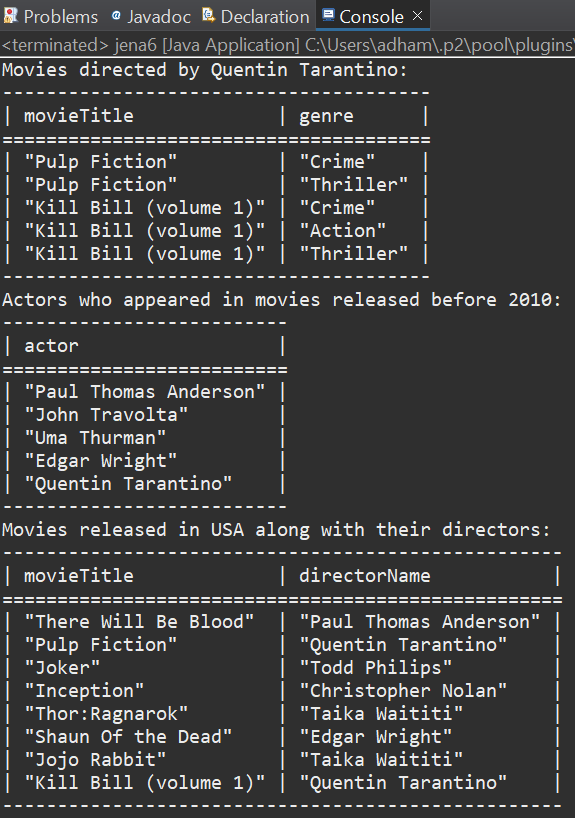 Problems @ Javadoc Declaration Console ×
<terminated> jena6 [Java Application] C:\Users\adham\.p2\pool\plugins\
Movies directed by Quentin Tarantino:
---------------------------------------
| movieTitle             | genre      |
=======================================
| "Pulp Fiction"         | "Crime"    |
| "Pulp Fiction"         | "Thriller" |
| "Kill Bill (volume 1)" | "Crime"    |
| "Kill Bill (volume 1)" | "Action"   |
| "Kill Bill (volume 1)" | "Thriller" |
---------------------------------------
Actors who appeared in movies released before 2010:
--------------------------
| actor                  |
==========================
| "Paul Thomas Anderson" |
| "John Travolta"        |
| "Uma Thurman"          |
| "Edgar Wright"         |
| "Quentin Tarantino"    |
--------------------------
Movies released in USA along with their directors:
---------------------------------------------------
| movieTitle             | directorName           |
===================================================
| "There Will Be Blood"  | "Paul Thomas Anderson" |
| "Pulp Fiction"         | "Quentin Tarantino"    |
| "Joker"                | "Todd Philips"         |
| "Inception"            | "Christopher Nolan"    |
| "Thor:Ragnarok"        | "Taika Waititi"        |
| "Shaun Of the Dead"    | "Edgar Wright"         |
| "Jojo Rabbit"          | "Taika Waititi"        |
| "Kill Bill (volume 1)" | "Quentin Tarantino"    |
---------------------------------------------------